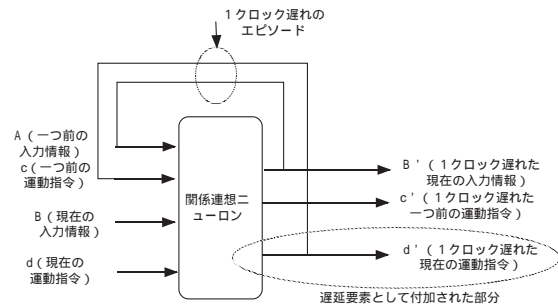 1クロック遅れの
エピソード
A(一つ前の
入力情報)
c(一つ前の
運動指令)
B(現在の
入力情報)
d(現在の
運動指令)
関係連想ニ
ューロン
B'(1クロック遅れた
現在の入力情報)
c'(1クロック遅れた
一つ前の運動指令)
d'(1クロック遅れた
現在の運動指令)
遅延要素として付加された部分